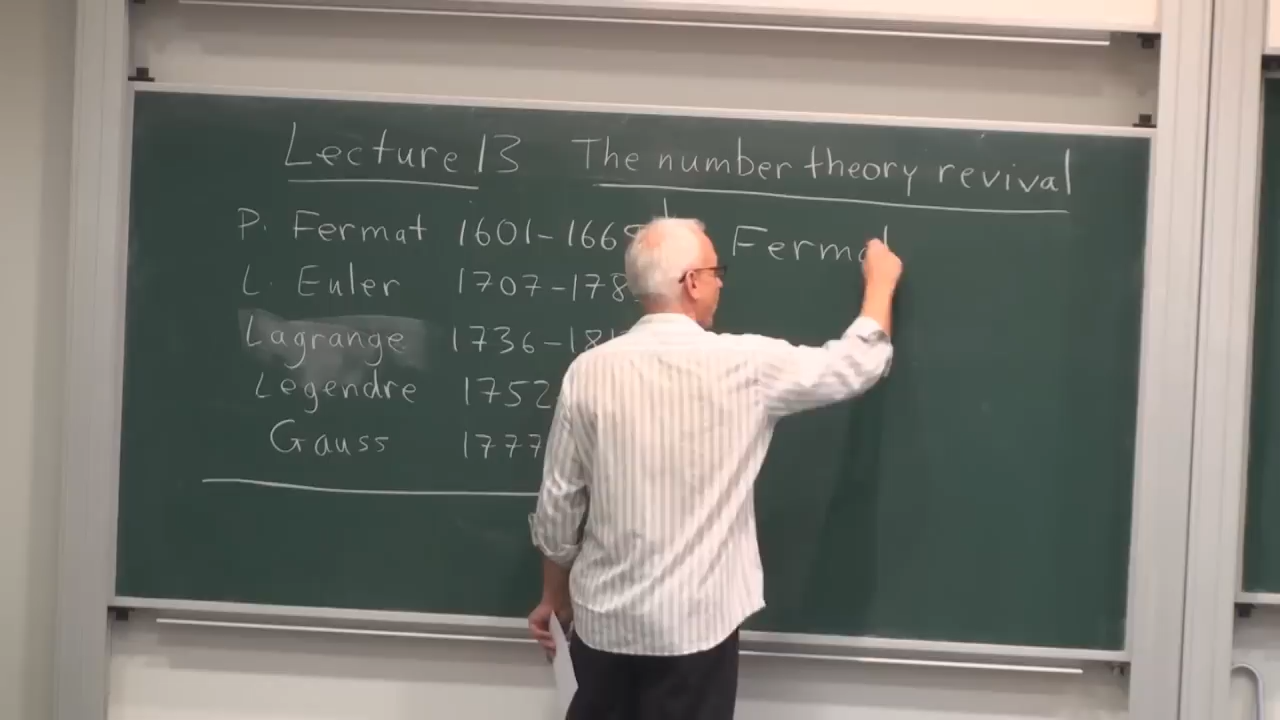 Lecture 13 The number theory revival
P. Fermat 1601-166
L. Euler 1707-178
Lagrange 1736-181
Legendre 1752
Gauss 1777
Ferma